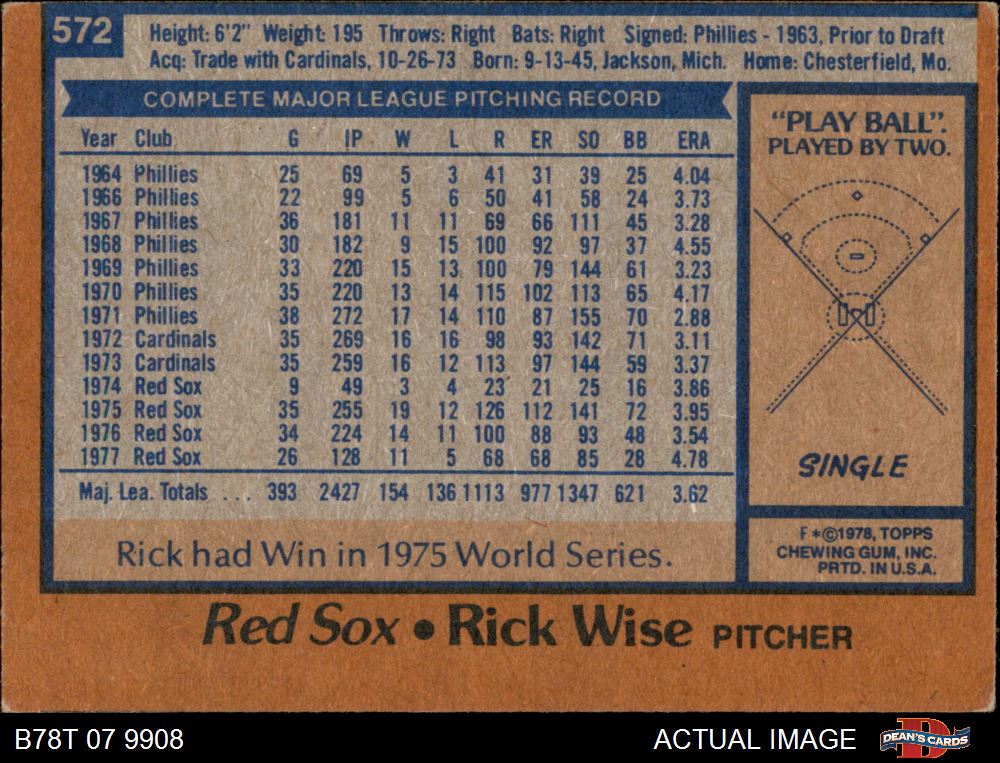 572
Height: 6'2" Weight: 195 Throws: Right Bats: Right Signed: Phillies - 1963, Prior to Draft
Acq: Trade with Cardinals, 10-26-73 Born: 9-13-45, Jackson, Mich. Home: Chesterfield, Mo.
COMPLETE MAJOR LEAGUE PITCHING RECORD
Year Club G IP W L R ER SO BB ERA
1964 Phillies 25 69 5 3 41 31 39 25 4.04
1966 Phillies 22 99 5 6 50 41 58 24 3.73
1967 Phillies 36 181 11 11 69 66 111 45 3.28
1968 Phillies 30 182 9 15 100 92 97 37 4.55
1969 Phillies 33 220 15 13 100 79 144 61 3.23
1970 Phillies 35 220 13 14 115 102 113 65 4.17
1971 Phillies 38 272 17 14 110 87 155 70 2.88
1972 Cardinals 35 269 16 16 98 93 142 71 3.11
1973 Cardinals 35 259 16 12 113 97 144 59 3.37
1974 Red Sox 9 49 3 4 23 21 25 16 3.86
1975 Red Sox 35 255 19 12 126 112 141 72 3.95
1976 Red Sox 34 224 14 11 100 88 93 48 3.54
1977 Red Sox 26 128 11 5 68 68 85 28 4.78
Maj. Lea. Totals ... 393 2427 154 136 1113 977 1347 621 3.62
Rick had Win in 1975 World Series.
"PLAY BALL".
PLAYED BY TWO.
SINGLE
F*©1978, TOPPS
CHEWING GUM, INC.
PRTD. IN U.S.A.
Red Sox • Rick Wise PITCHER
B78T 07 9908
ACTUAL IMAGE
D
DEAN'S CARDS